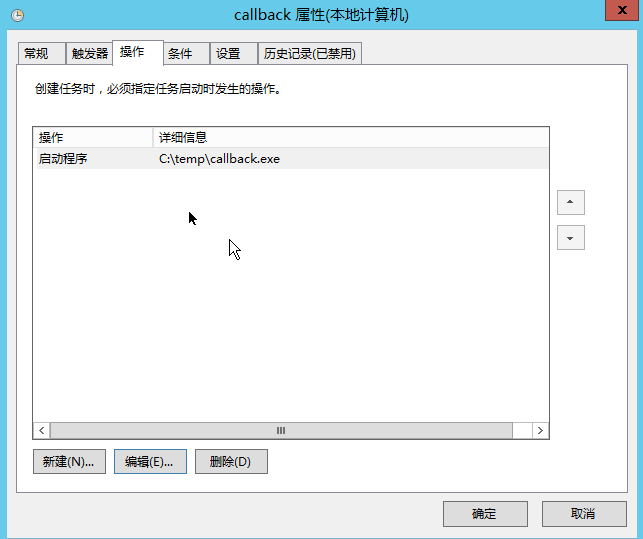 callback 属性(本地计算机)
常规 触发器 操作 条件 设置 历史记录(已禁用)
创建任务时，必须指定任务启动时发生的操作。
操作 详细信息
启动程序 C:\temp\callback.exe
新建(N)... 编辑(E)... 删除(D)
确定 取消